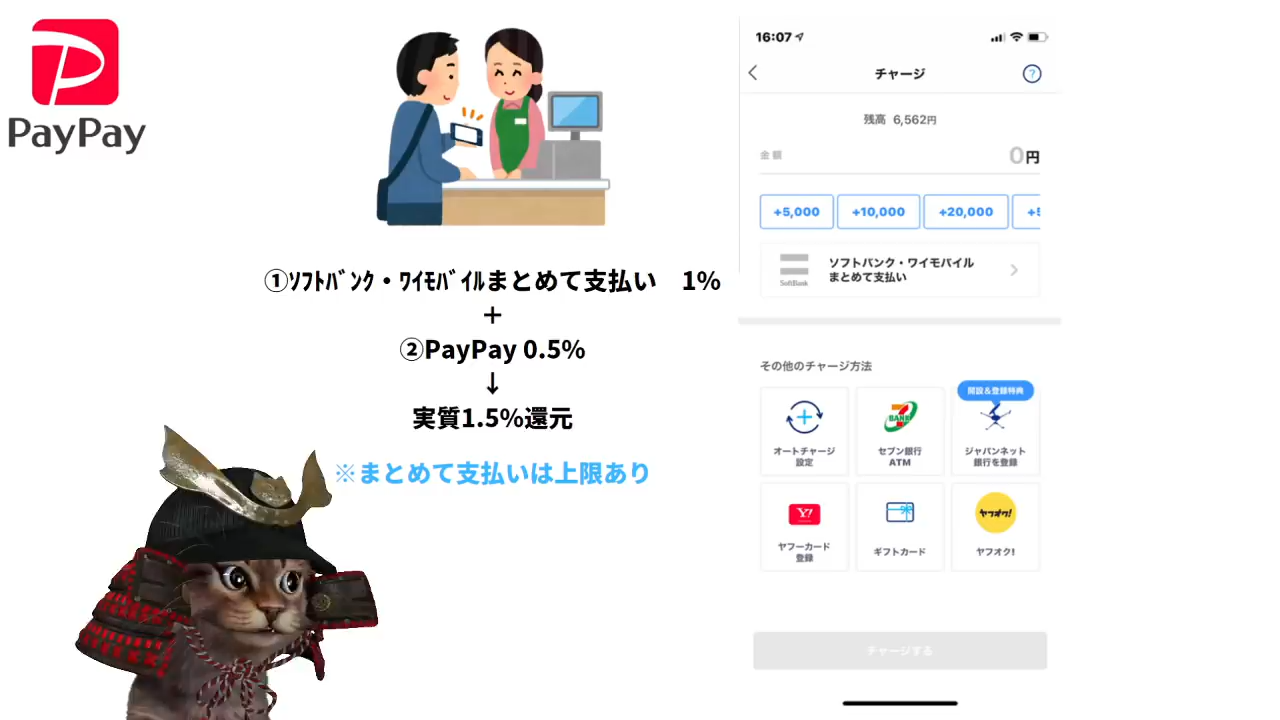 PayPay
①ｿﾌﾄﾊﾞﾝｸ・ﾜｲﾓﾊﾞｲﾙまとめて支払い　1%
＋
②PayPay 0.5%
↓
実質1.5%還元
※まとめて支払いは上限あり
16:07
チャージ
?
残高 6,562円
金額
0円
+5,000 +10,000 +20,000 +5
SoftBank
ソフトバンク・ワイモバイル
まとめて支払い
その他のチャージ方法
開設&登録特典
オートチャージ
設定
BANK
セブン銀行
ATM
ジャパンネット
銀行を登録
Y!
ヤフーカード
登録
ギフトカード
ヤフオク!
ヤフオク!
チャージする